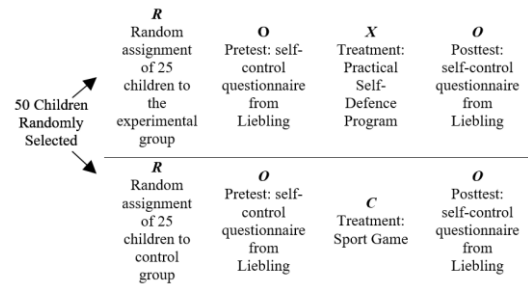 50 Children
Randomly
Selected
R
Random
assignment
of 25
children to
the
experimental
group
O
Pretest: self-
control
questionnaire
from
Liebling
X
Treatment:
Practical
Self-
Defence
Program
O
Posttest:
self-control
questionnaire
from
Liebling
R
Random
assignment
of 25
children to
control
group
O
Pretest: self-
control
questionnaire
from
Liebling
C
Treatment:
Sport Game
O
Posttest:
self-control
questionnaire
from
Liebling